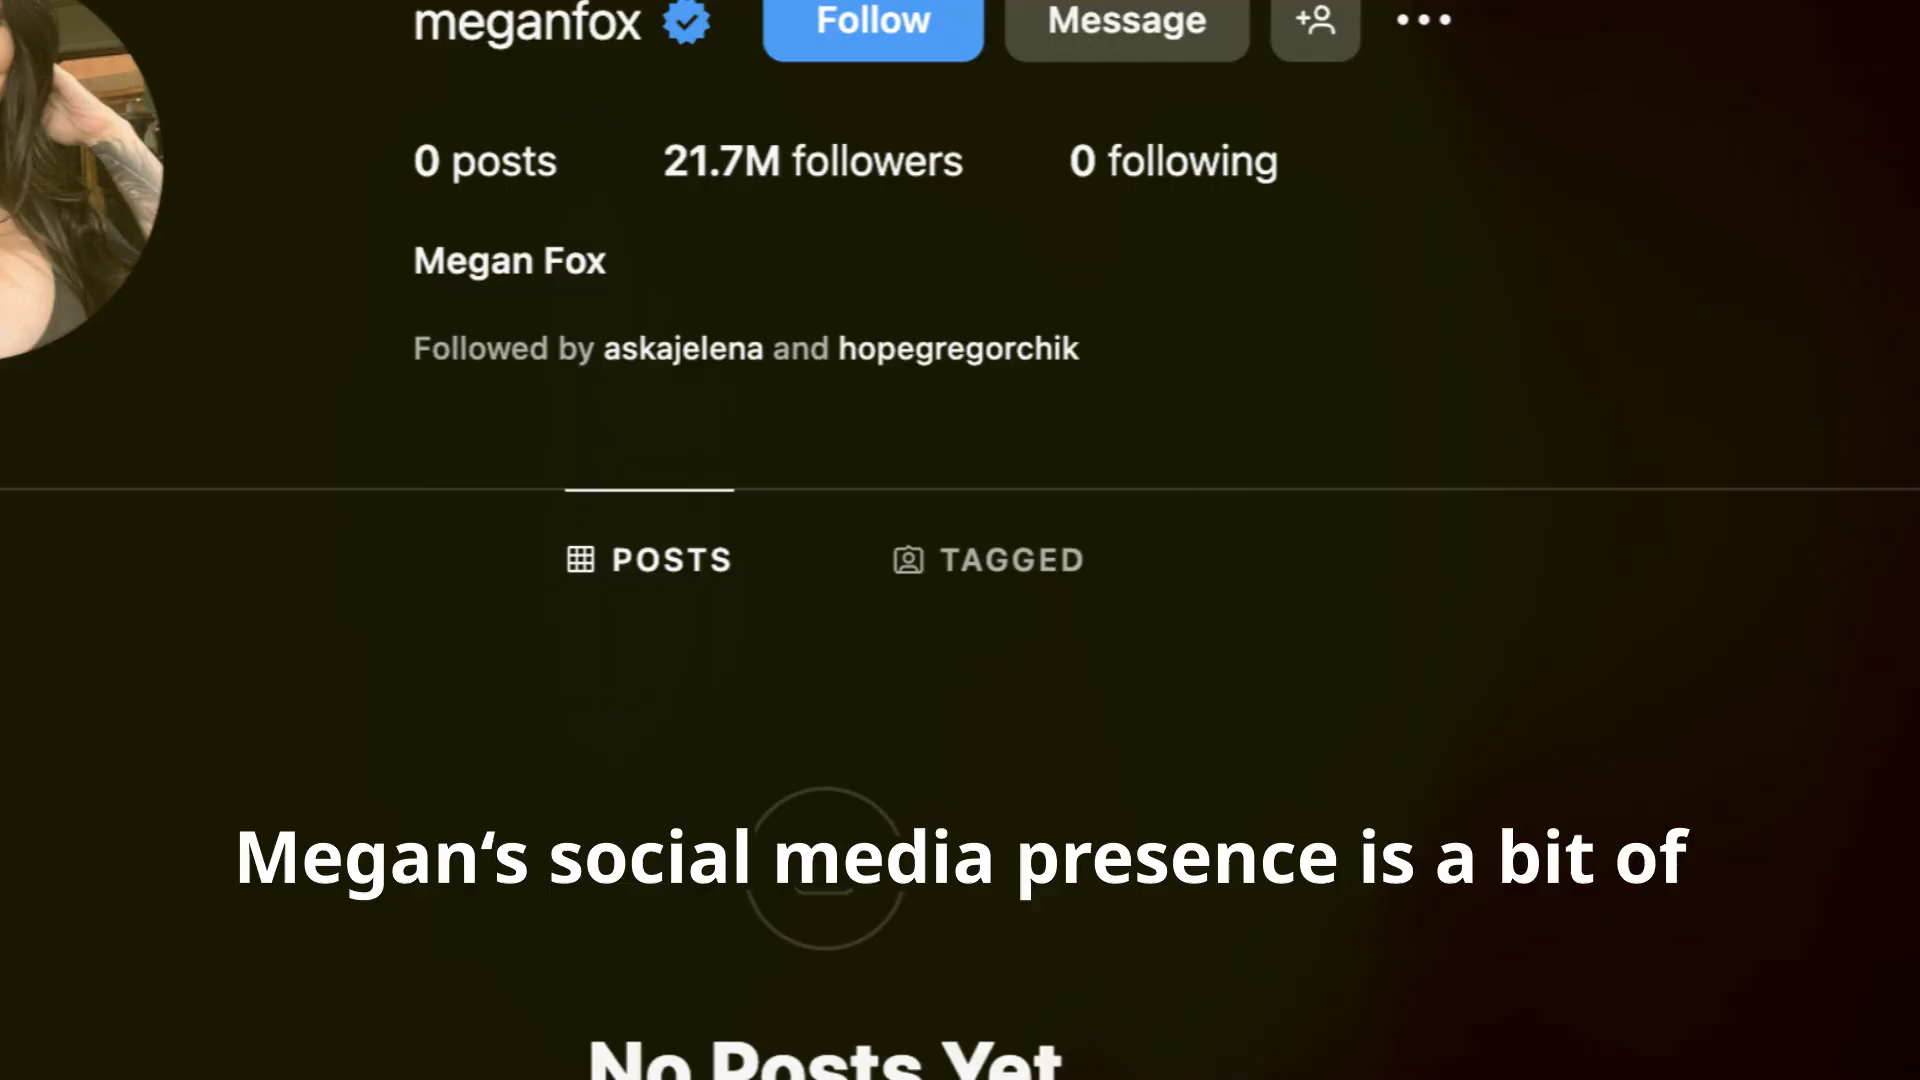 meganfox Follow Message
0 posts 21.7M followers 0 following
Megan Fox
Followed by askajelena and hopegregorchik
POSTS TAGGED
Megan‘s social media presence is a bit of
No Posts Yet